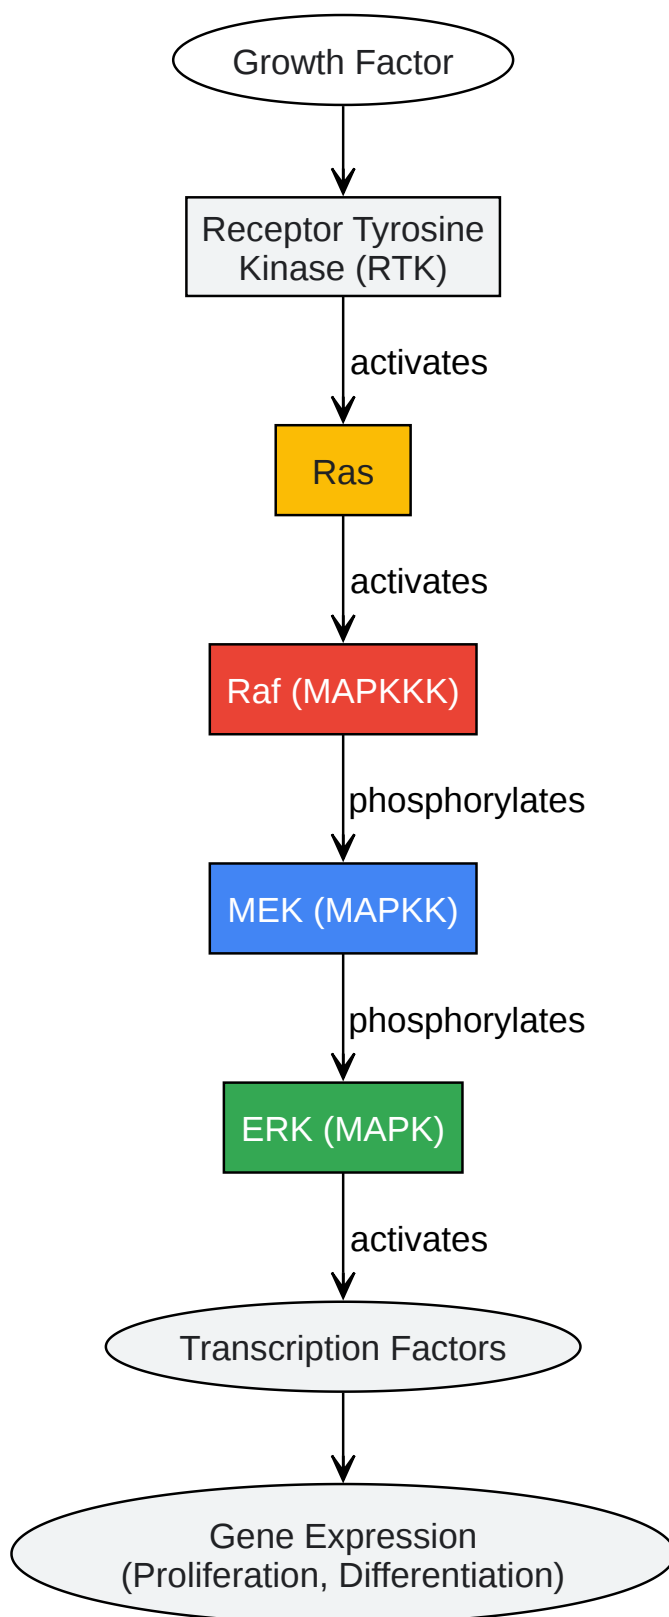 Growth Factor
Receptor Tyrosine
Kinase (RTK)
activates
Ras
activates
Raf (MAPKKK)
phosphorylates
MEK (MAPKK)
phosphorylates
ERK (MAPK)
activates
Transcription Factors
Gene Expression
(Proliferation, Differentiation)